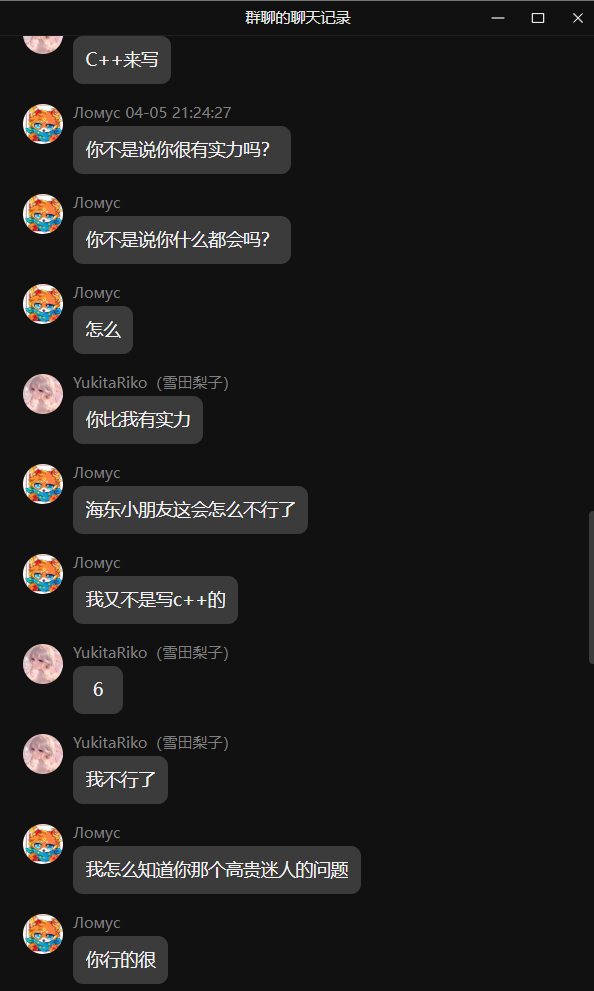 群聊的聊天记录
C++来写
Ломус 04-05 21:24:27
你不是说你很有实力吗？
Ломус
你不是说你什么都会吗？
Ломус
怎么
YukitaRiko（雪田梨子）
你比我有实力
Ломус
海东小朋友这会怎么不行了
Ломус
我又不是写c++的
YukitaRiko（雪田梨子）
6
YukitaRiko（雪田梨子）
我不行了
Ломус
我怎么知道你那个高贵迷人的问题
Ломус
你行的很